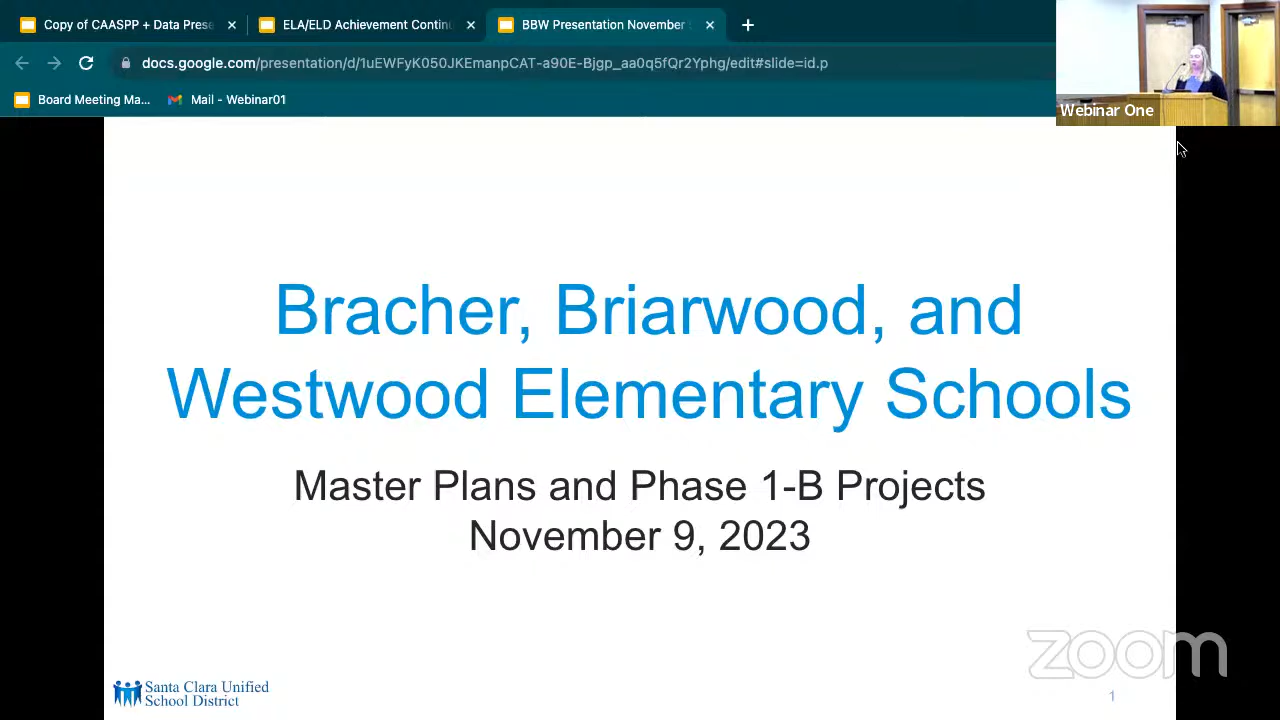 Copy of CAASPP + Data Prese
ELA/ELD Achievement Continu
BBW Presentation November
docs.google.com/presentation/d/1uEWFyK050JKEmanpCAT-a90E-Bjgp_aa0q5fQr2Yphg/edit#slide=id.p
Board Meeting Ma...
Mail - Webinar01
Webinar One
Bracher, Briarwood, and
Westwood Elementary Schools
Master Plans and Phase 1-B Projects
November 9, 2023
zoom
Santa Clara Unified
School District
1